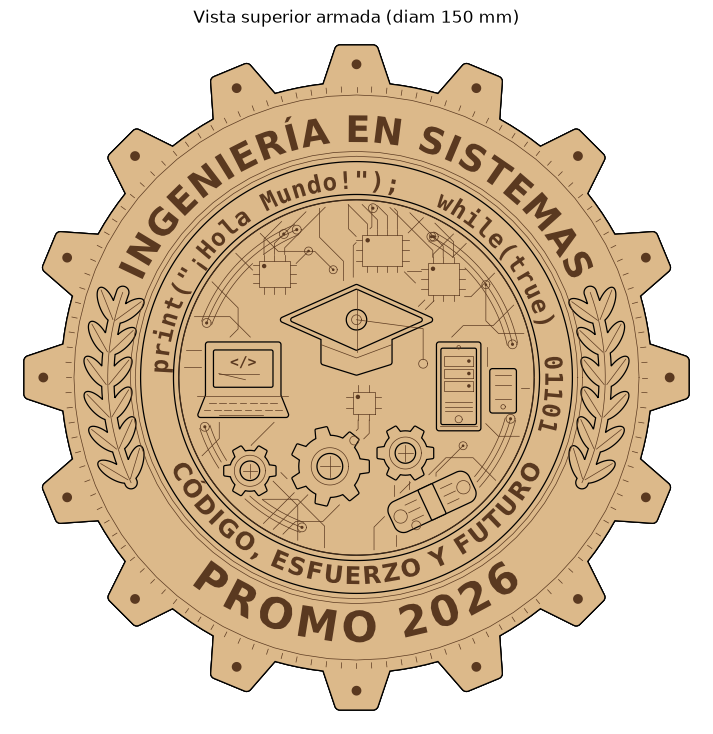 Vista superior armada (diam 150 mm)
INGENIERÍA EN SISTEMAS
print("¡Hola Mundo!");
while(true)
01101
</>
CÓDIGO, ESFUERZO Y FUTURO
PROMO 2026